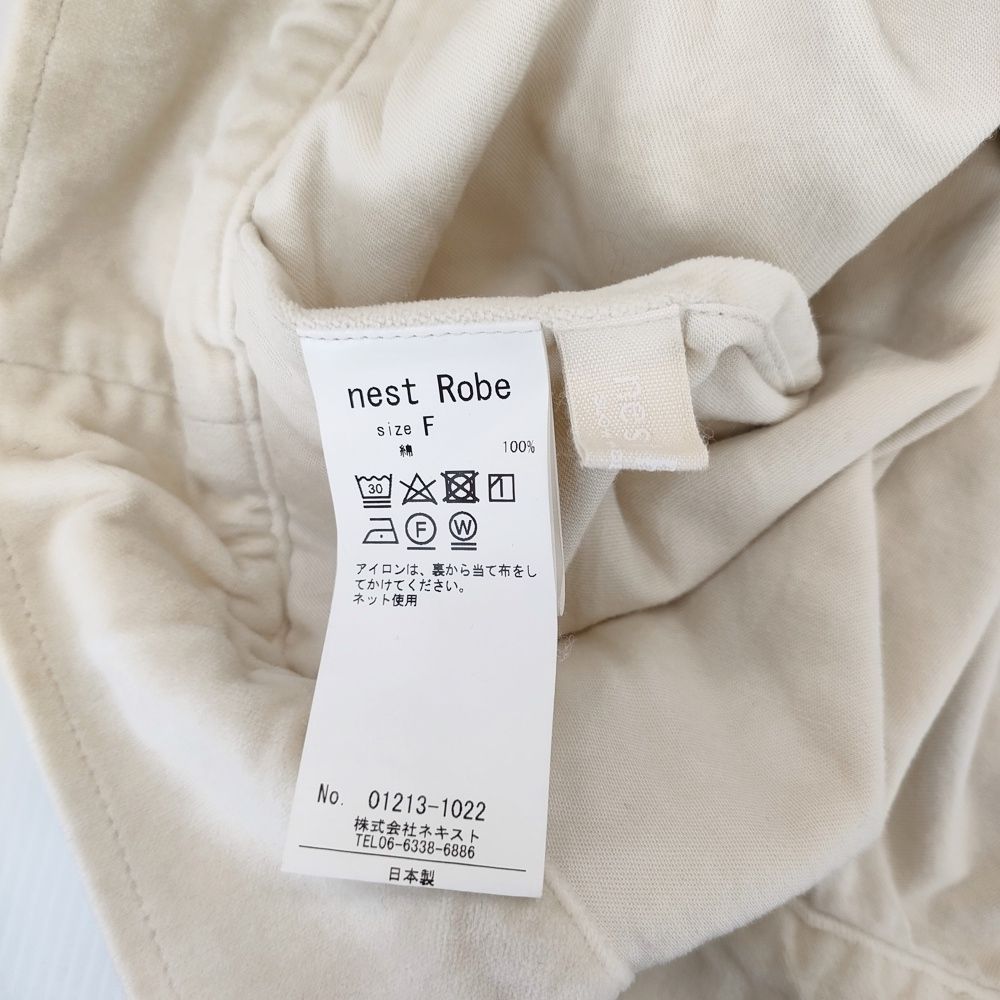 nest Robe
size F
綿 100%
30
F W
アイロンは、裏から当て布をし
てかけてください。
ネット使用
No. 01213-1022
株式会社ネキスト
TEL06-6338-6886
日本製